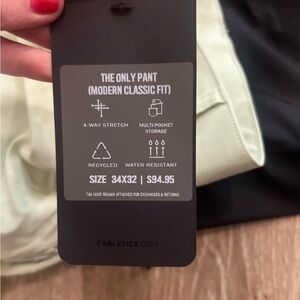 THE ONLY PANT
(MODERN CLASSIC FIT)
4-WAY STRETCH
MULTI-POCKET
STORAGE
RECYCLED
WATER RESISTANT
SIZE 34X32 | $94.95
TAG MUST REMAIN ATTACHED FOR EXCHANGES & RETURNS
FABLETICS.COM